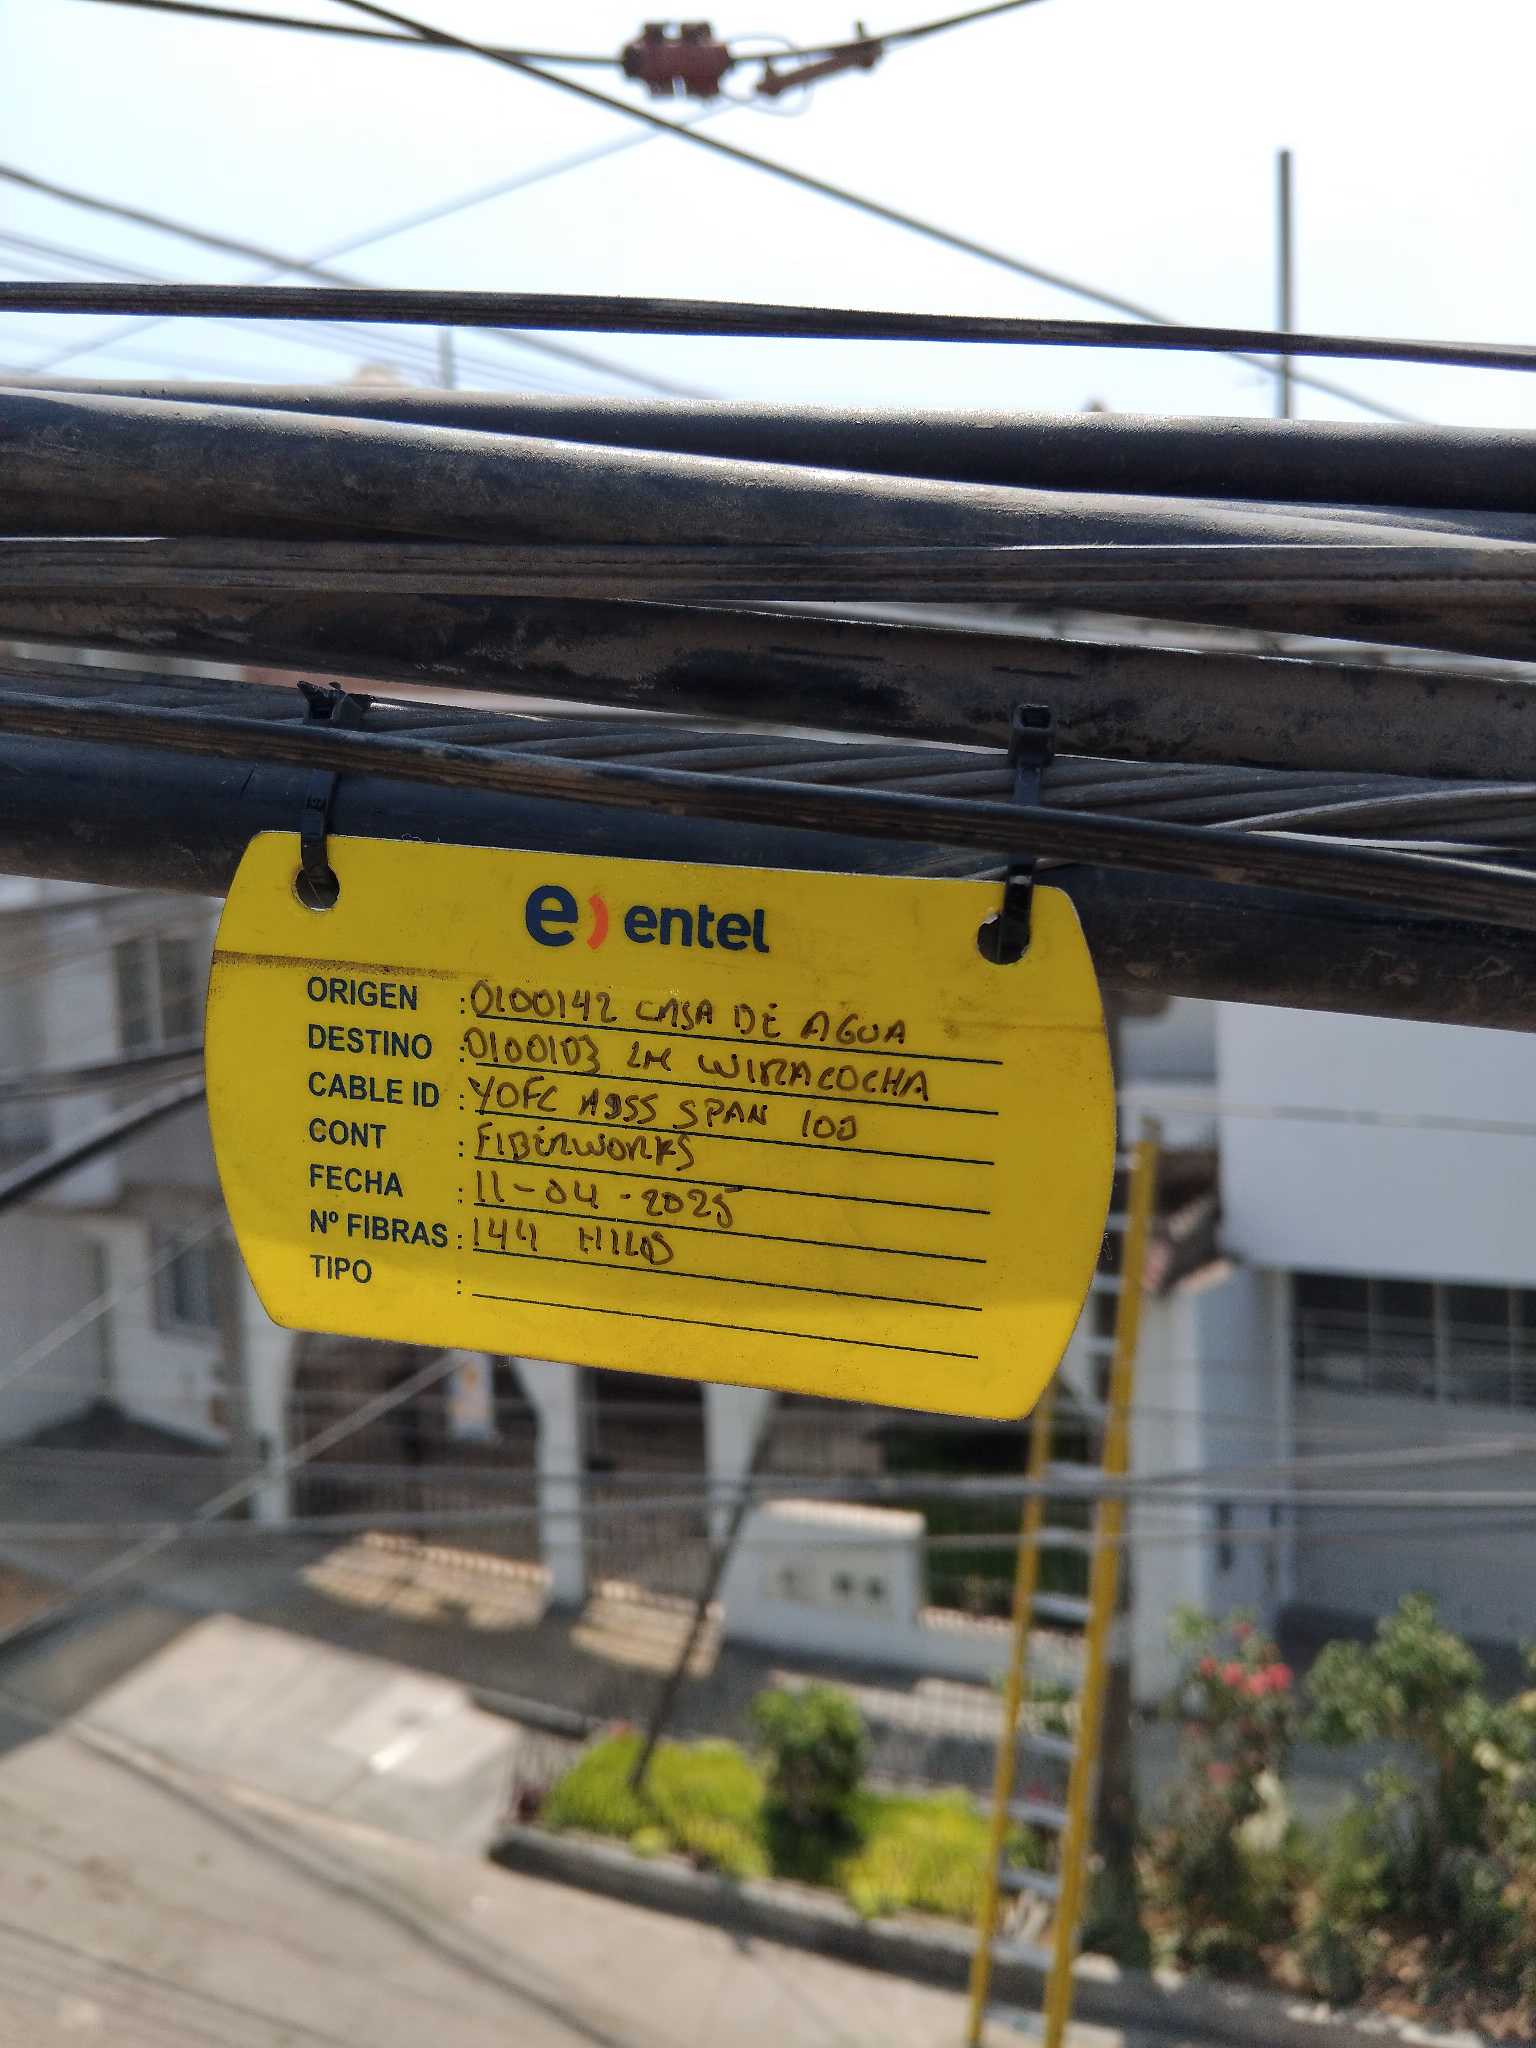 e) entel
ORIGEN : 0100142 CASA DE AGUA
DESTINO : 0100103 LM WIRACOCHA
CABLE ID : YOFC ADSS SPAN 100
CONT : FIBERWORKS
FECHA : 11-04-2025
Nº FIBRAS : 144 HILOS
TIPO :